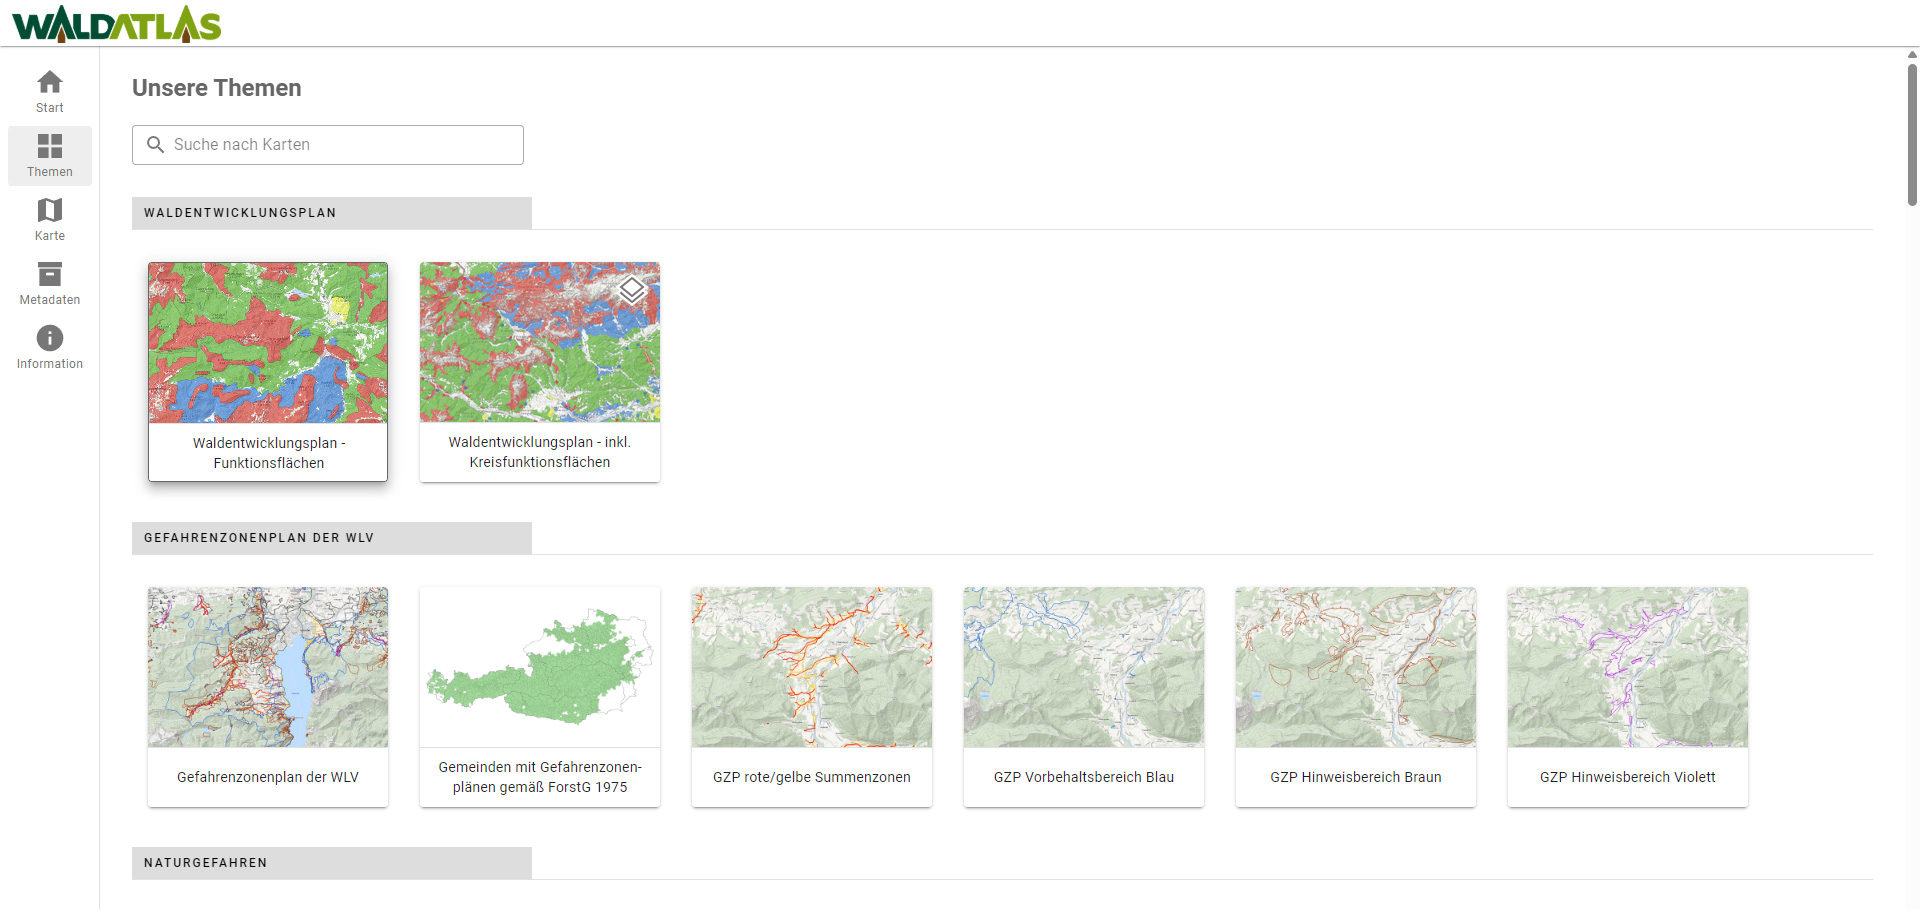 WALDATLAS
Start
Themen
Karte
Metadaten
Information
Unsere Themen
Suche nach Karten
WALDENTWICKLUNGSPLAN
Waldentwicklungsplan -
Funktionsflächen
Waldentwicklungsplan - inkl.
Kreisfunktionsflächen
GEFAHRENZONENPLAN DER WLV
Gefahrenzonenplan der WLV
Gemeinden mit Gefahrenzonen-
plänen gemäß ForstG 1975
GZP rote/gelbe Summenzonen
GZP Vorbehaltsbereich Blau
GZP Hinweisbereich Braun
GZP Hinweisbereich Violett
NATURGEFAHREN